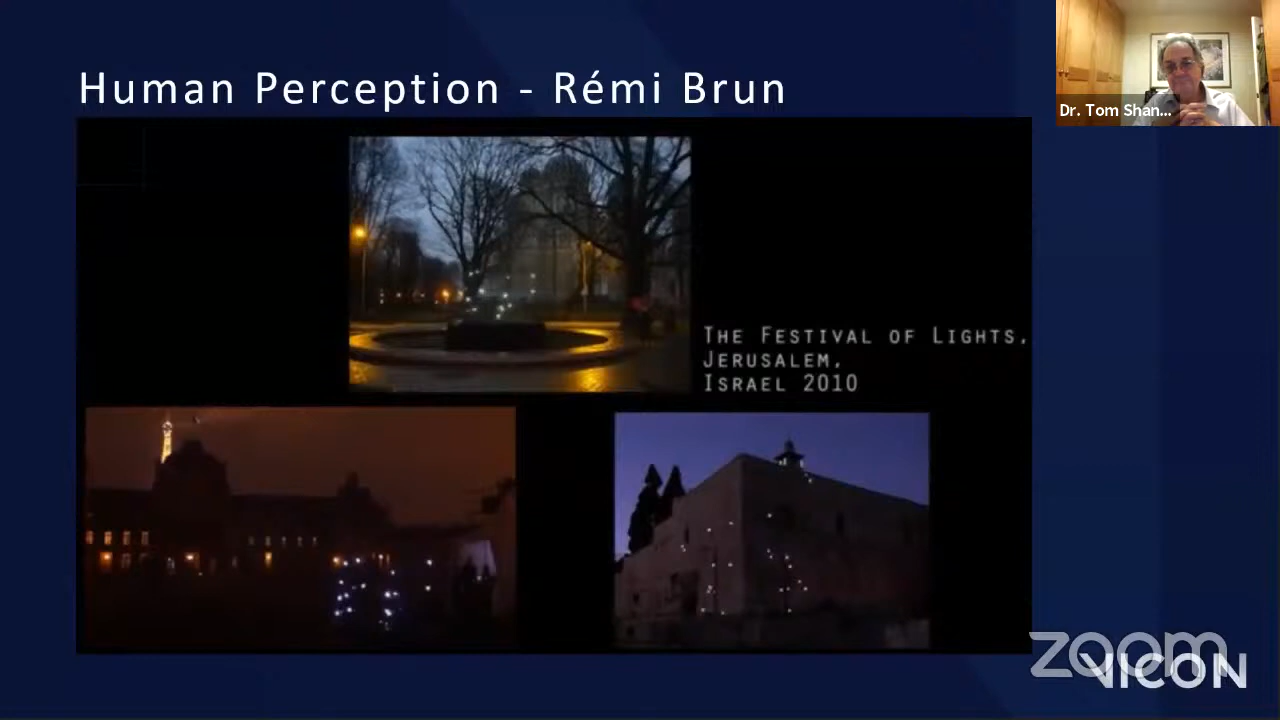 Human Perception - Rémi Brun
Dr. Tom Shan...
THE FESTIVAL OF LIGHTS,
JERUSALEM,
ISRAEL 2010
zoom
VICON